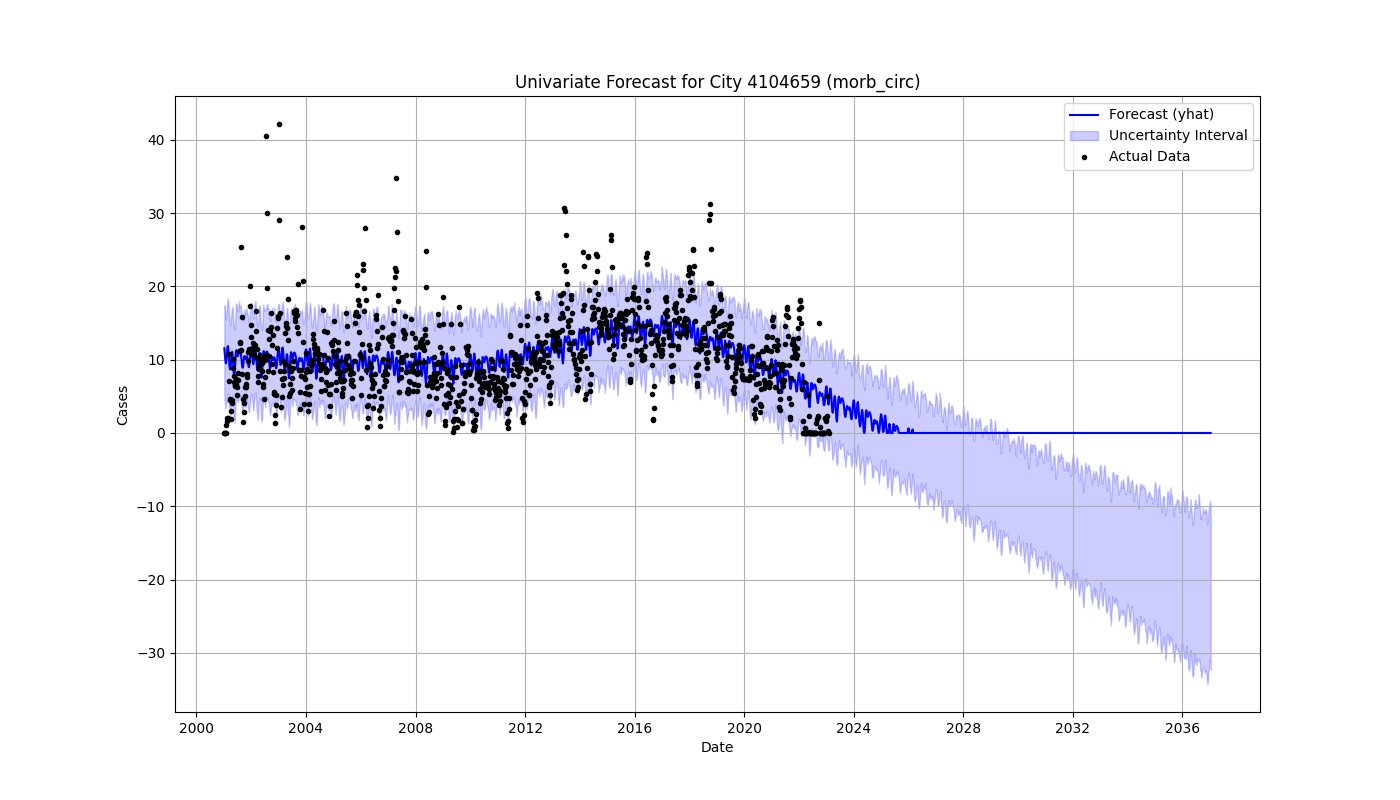 Univariate Forecast for City 4104659 (morb_circ)
Forecast (yhat)
Uncertainty Interval
Actual Data
Cases
40
30
20
10
0
−10
−20
−30
2000 2004 2008 2012 2016 2020 2024 2028 2032 2036
Date